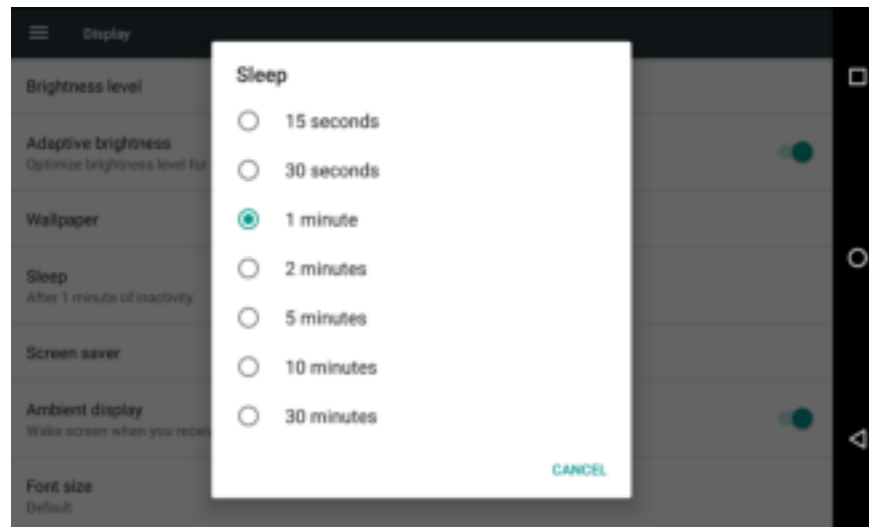 Display
Brightness level
Adaptive brightness
Optimize brightness level for
Wallpaper
Sleep
After 1 minute of inactivity
Screen saver
Ambient display
Wake screen when you
Font size
Default
Sleep
15 seconds
30 seconds
1 minute
2 minutes
5 minutes
10 minutes
30 minutes
CANCEL